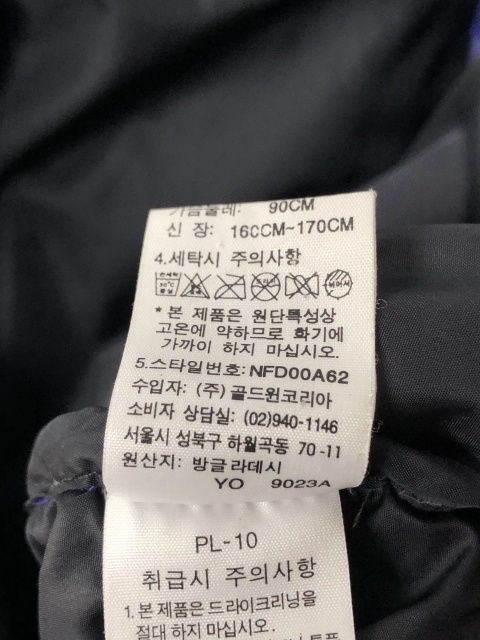 가슴둘레: 90CM
신 장: 160CM~170CM
4.세탁시 주의사항
* 본 제품은 원단특성상
고온에 약하므로 화기에
가까이 하지 마십시오.
5.스타일번호: NFD00A62
수입자: (주) 골드윈코리아
소비자 상담실: (02)940-1146
서울시 성북구 하월곡동 70-11
원산지: 방글라데시
YO 9023A
PL-10
취급시 주의사항
1. 본 제품은 드라이크리닝을
절대 하지 마십시오.